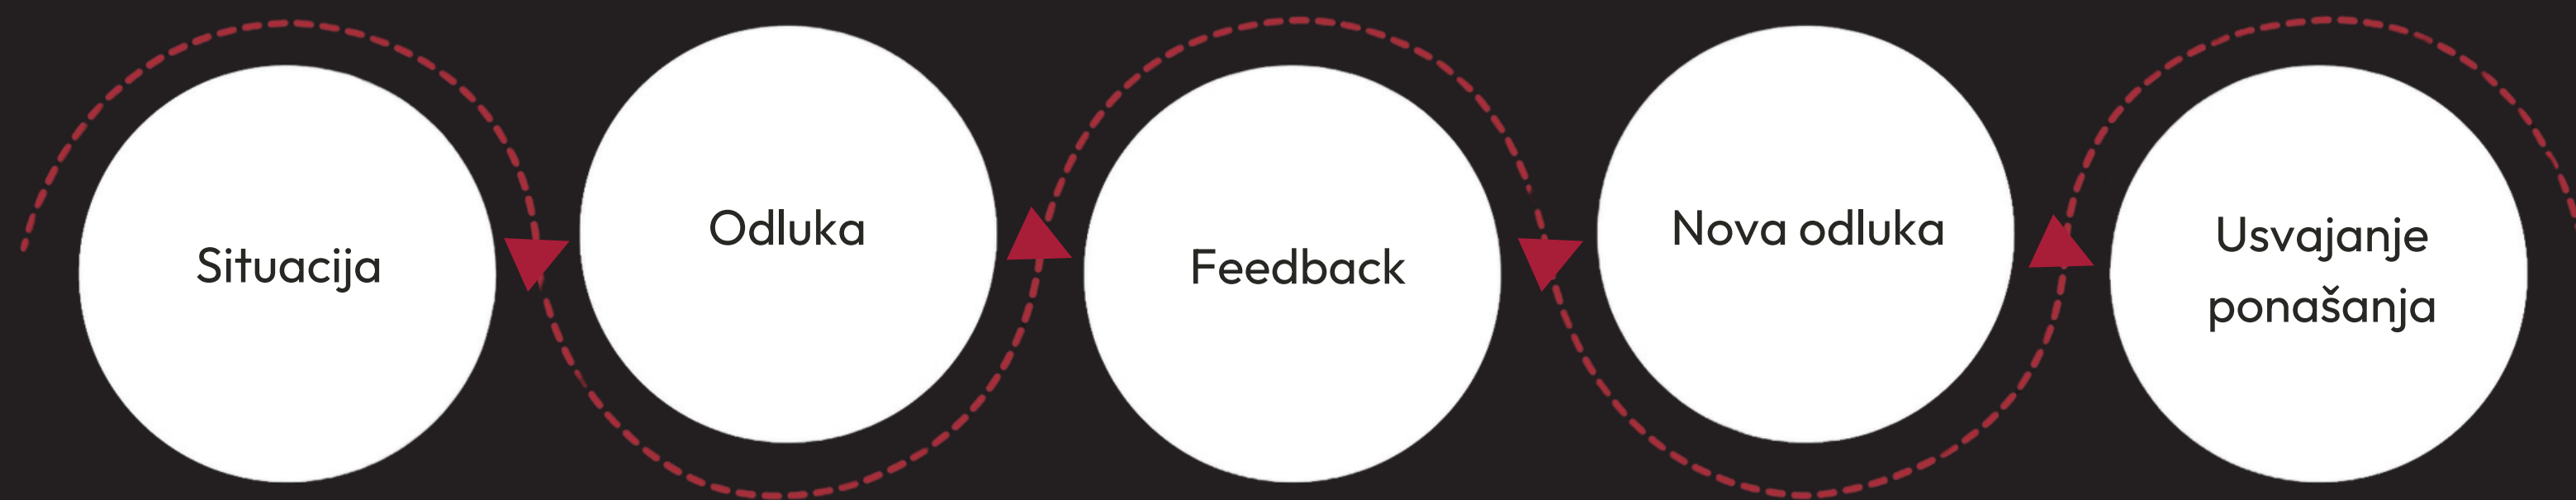 Situacija
Odluka
Feedback
Nova odluka
Usvajanje
ponašanja